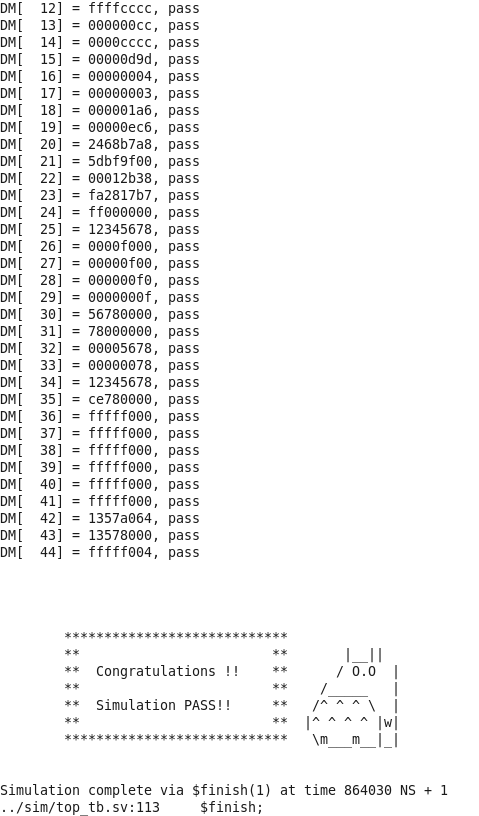 DM[  12] = ffffcccc, pass
DM[  13] = 000000cc, pass
DM[  14] = 0000cccc, pass
DM[  15] = 00000d9d, pass
DM[  16] = 00000004, pass
DM[  17] = 00000003, pass
DM[  18] = 000001a6, pass
DM[  19] = 00000ec6, pass
DM[  20] = 2468b7a8, pass
DM[  21] = 5dbf9f00, pass
DM[  22] = 00012b38, pass
DM[  23] = fa2817b7, pass
DM[  24] = ff000000, pass
DM[  25] = 12345678, pass
DM[  26] = 0000f000, pass
DM[  27] = 00000f00, pass
DM[  28] = 000000f0, pass
DM[  29] = 0000000f, pass
DM[  30] = 56780000, pass
DM[  31] = 78000000, pass
DM[  32] = 00005678, pass
DM[  33] = 00000078, pass
DM[  34] = 12345678, pass
DM[  35] = ce780000, pass
DM[  36] = fffff000, pass
DM[  37] = fffff000, pass
DM[  38] = fffff000, pass
DM[  39] = fffff000, pass
DM[  40] = fffff000, pass
DM[  41] = fffff000, pass
DM[  42] = 1357a064, pass
DM[  43] = 13578000, pass
DM[  44] = fffff004, pass
        ****************************
        **                        **       |__||
        **  Congratulations !!    **      / O.O  |
        **                        **    /_____   |
        **  Simulation PASS!!     **   /^ ^ ^ \  |
        **                        **  |^ ^ ^ ^ |w|
        ****************************   \m___m__|_|
Simulation complete via $finish(1) at time 864030 NS + 1
../sim/top_tb.sv:113     $finish;